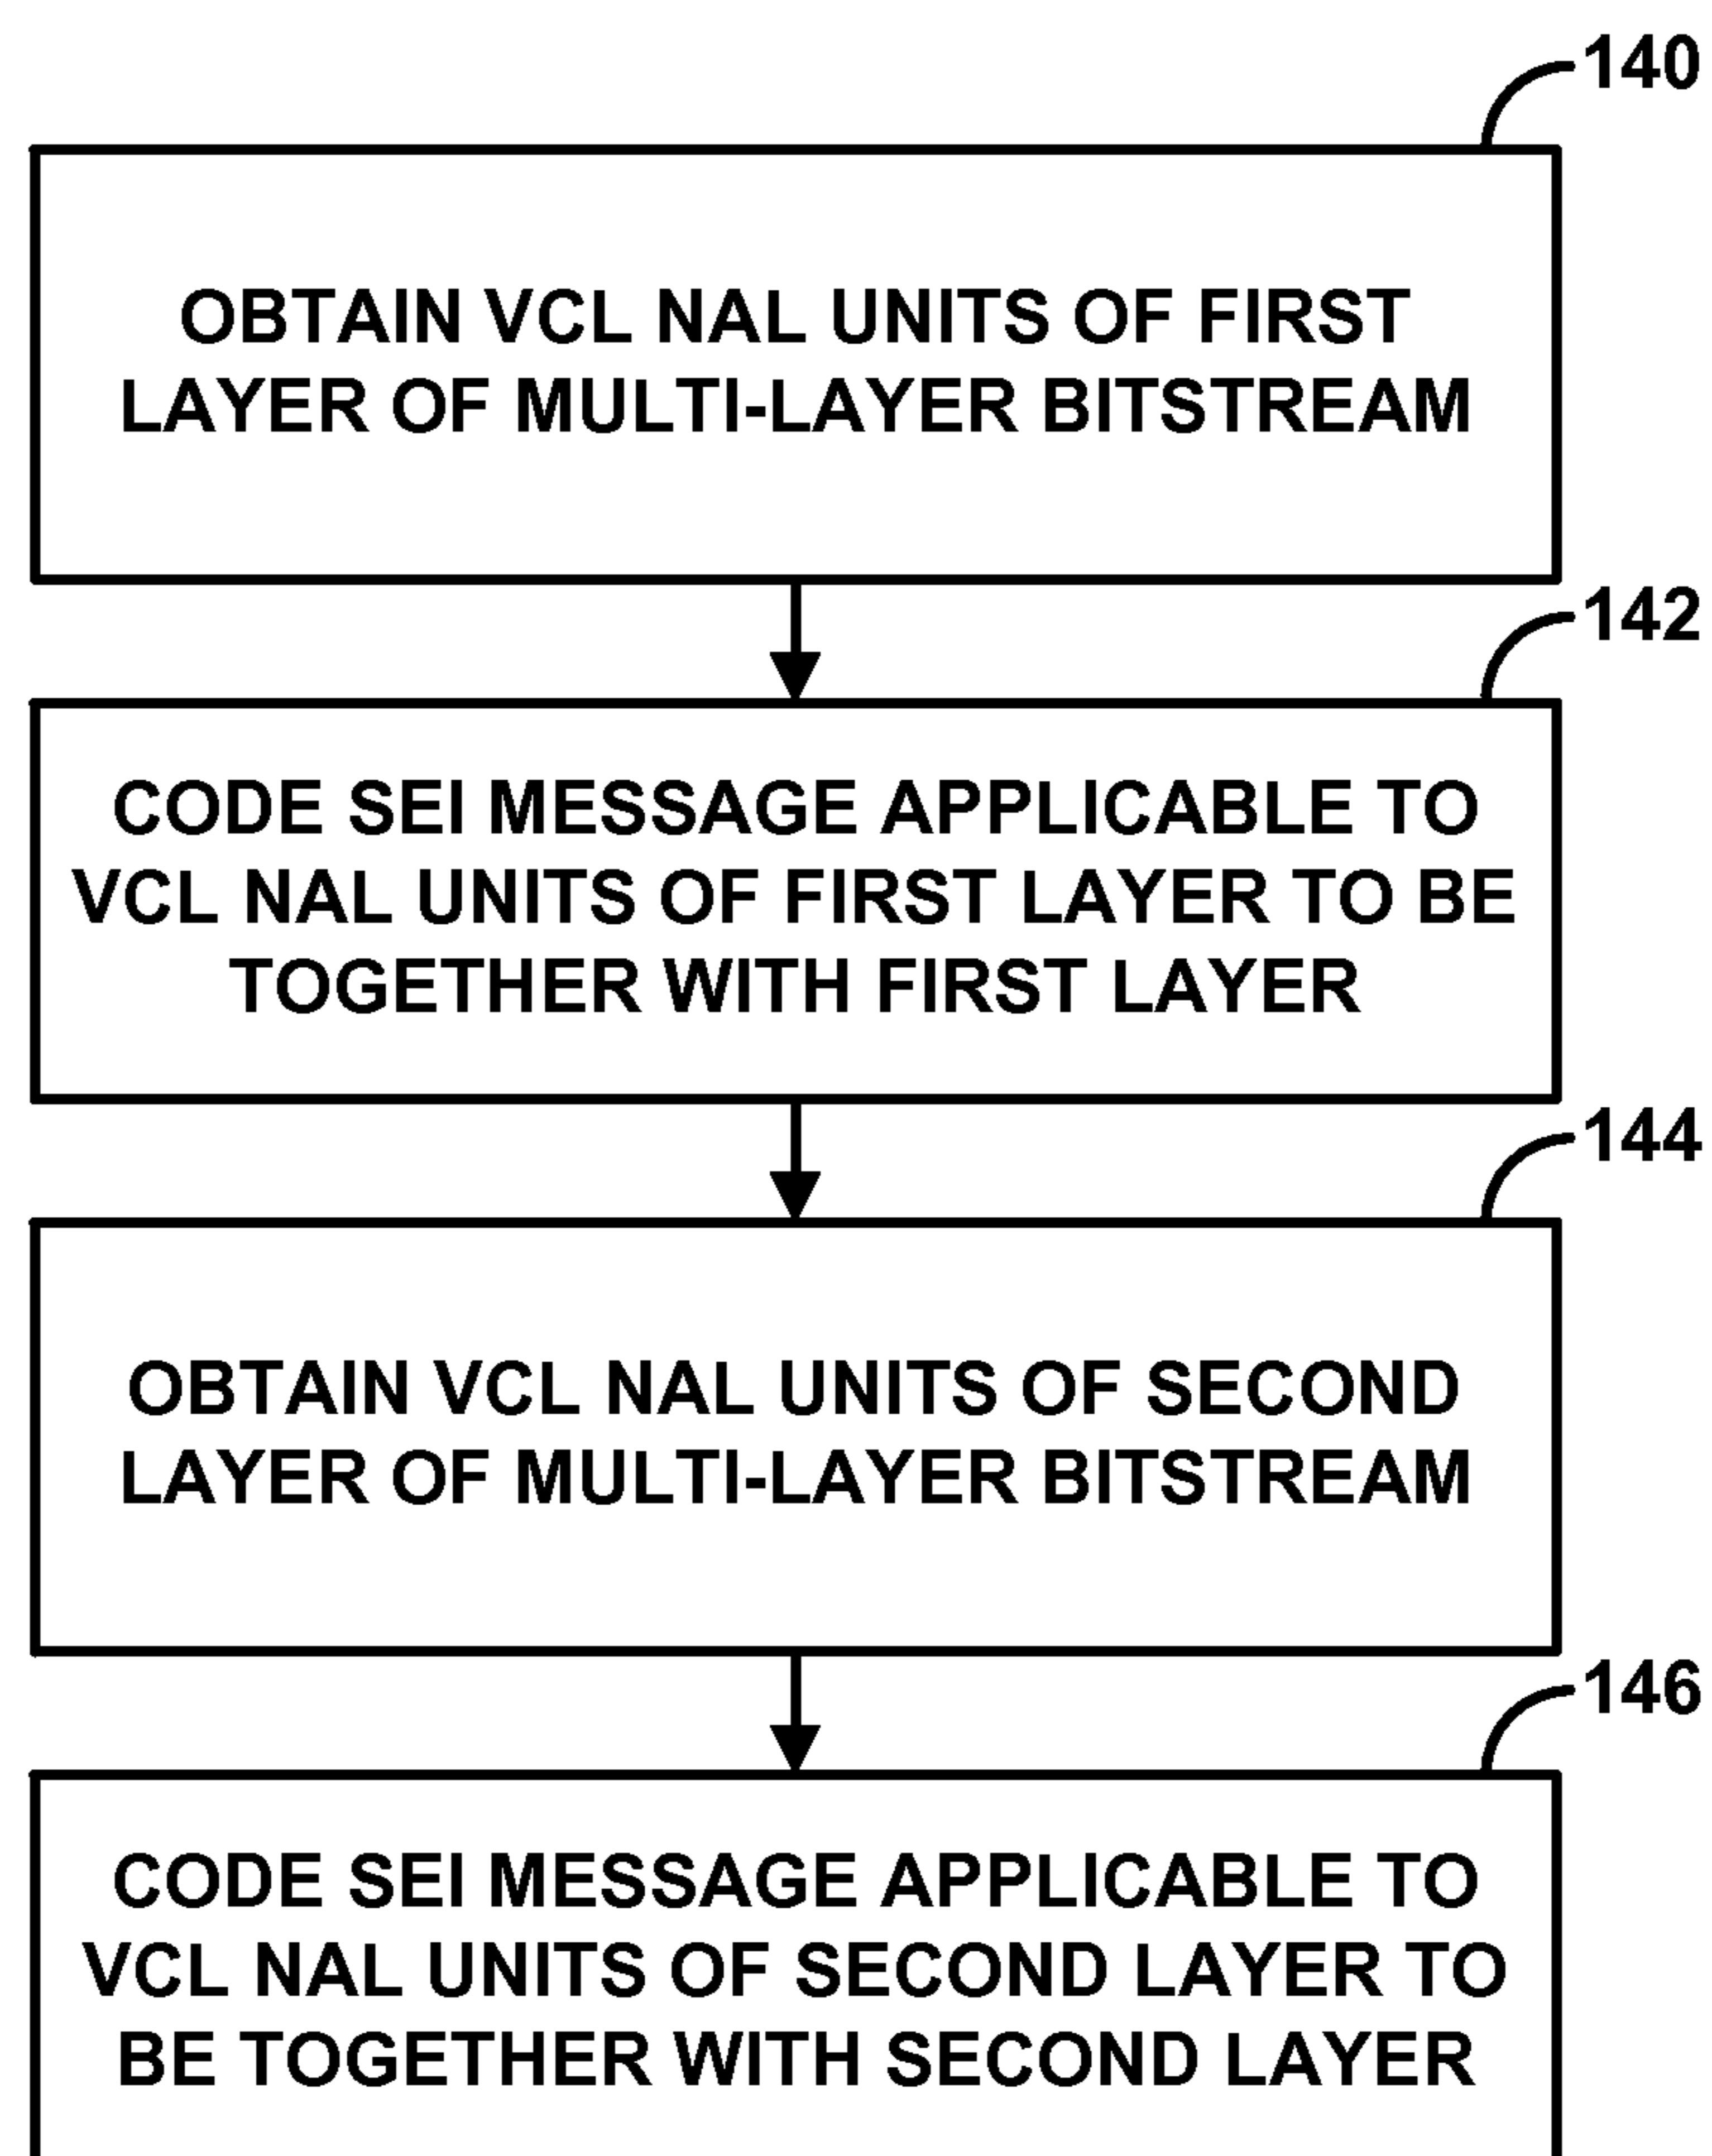 140
OBTAIN VCL NAL UNITS OF FIRST
LAYER OF MULTI-LAYER BITSTREAM
142
CODE SEI MESSAGE APPLICABLE TO
VCL NAL UNITS OF FIRST LAYER TO BE
TOGETHER WITH FIRST LAYER
144
OBTAIN VCL NAL UNITS OF SECOND
LAYER OF MULTI-LAYER BITSTREAM
146
CODE SEI MESSAGE APPLICABLE TO
VCL NAL UNITS OF SECOND LAYER TO
BE TOGETHER WITH SECOND LAYER